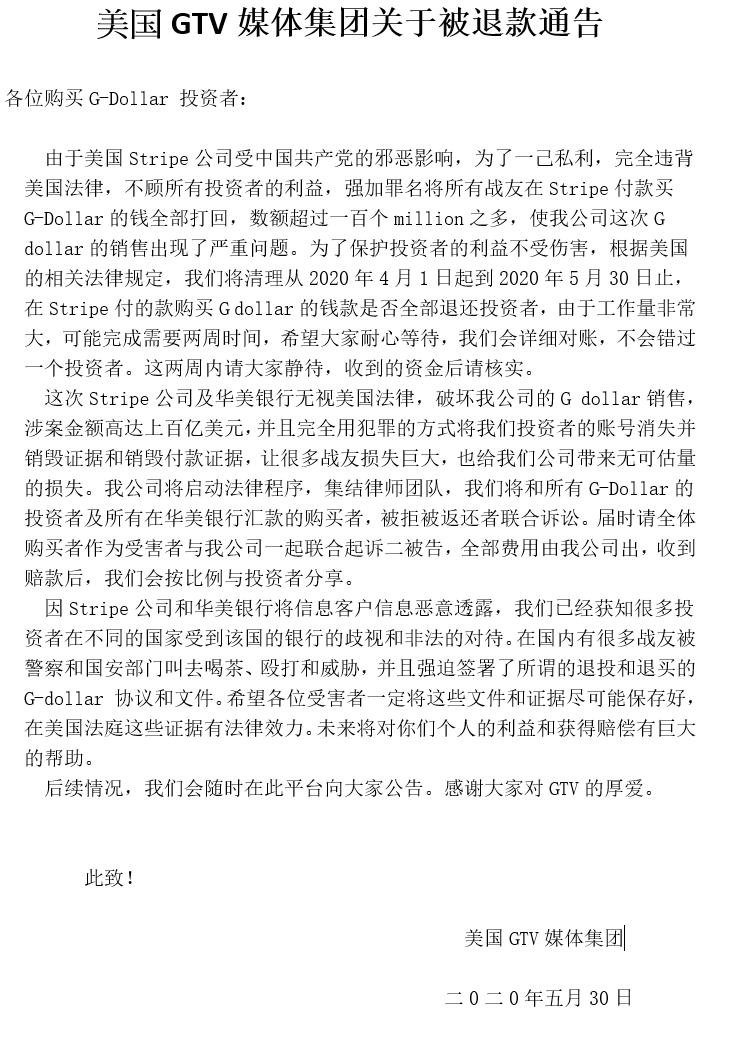 美国 GTV 媒体集团关于被退款通告
各位购买 G-Dollar 投资者：
由于美国 Stripe 公司受中国共产党的邪恶影响，为了一己私利，完全违背
美国法律，不顾所有投资者的利益，强加罪名将所有战友在 Stripe 付款买
G-Dollar 的钱全部打回，数额超过一百个 million 之多，使我公司这次 G
dollar 的销售出现了严重问题。为了保护投资者的利益不受伤害，根据美国
的相关法律规定，我们将清理从 2020 年 4 月 1 日起到 2020 年 5 月 30 日止，
在 Stripe 付的款购买 G dollar 的钱款是否全部退还投资者，由于工作量非常
大，可能完成需要两周时间，希望大家耐心等待，我们会详细对账，不会错过
一个投资者。这两周内请大家静待，收到的资金后请核实。
这次 Stripe 公司及华美银行无视美国法律，破坏我公司的 G dollar 销售，
涉案金额高达上百亿美元，并且完全用犯罪的方式将我们投资者的账号消失并
销毁证据和销毁付款证据，让很多战友损失巨大，也给我们公司带来无可估量
的损失。我公司将启动法律程序，集结律师团队，我们将和所有 G-Dollar 的
投资者及所有在华美银行汇款的购买者，被拒被返还者联合诉讼。届时请全体
购买者作为受害者与我公司一起联合起诉二被告，全部费用由我公司出，收到
赔款后，我们会按比例与投资者分享。
因 Stripe 公司和华美银行将信息客户信息恶意透露，我们已经获知很多投
资者在不同的国家受到该国的银行的歧视和非法的对待。在国内有很多战友被
警察和国安部门叫去喝茶、殴打和威胁，并且强迫签署了所谓的退投和退买的
G-dollar 协议和文件。希望各位受害者一定将这些文件和证据尽可能保存好，
在美国法庭这些证据有法律效力。未来将对你们个人的利益和获得赔偿有巨大
的帮助。
后续情况，我们会随时在此平台向大家公告。感谢大家对 GTV 的厚爱。
此致！
美国 GTV 媒体集团
二 0 二 0 年五月 30 日